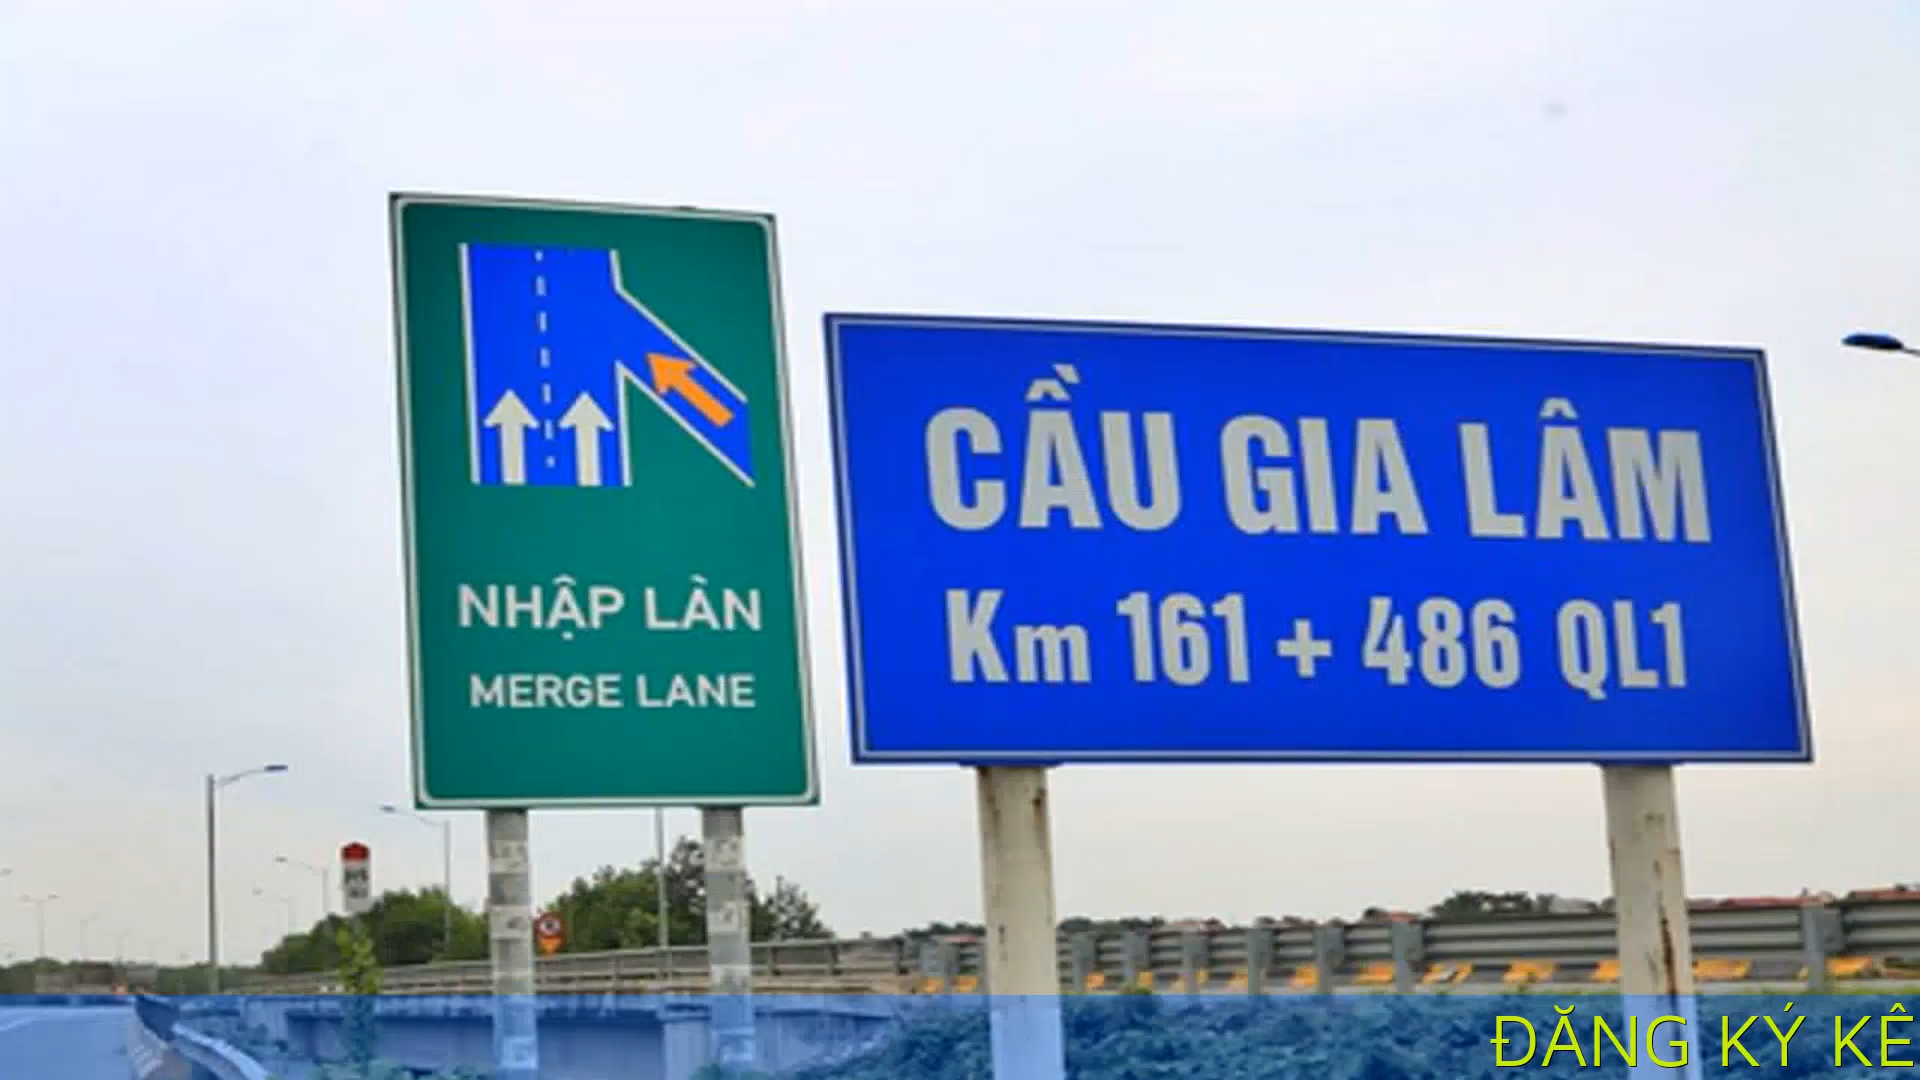 NHẬP LÀN
MERGE LANE
CẦU GIA LÂM
Km 161 + 486 QL1
ĐĂNG KÝ KÊ